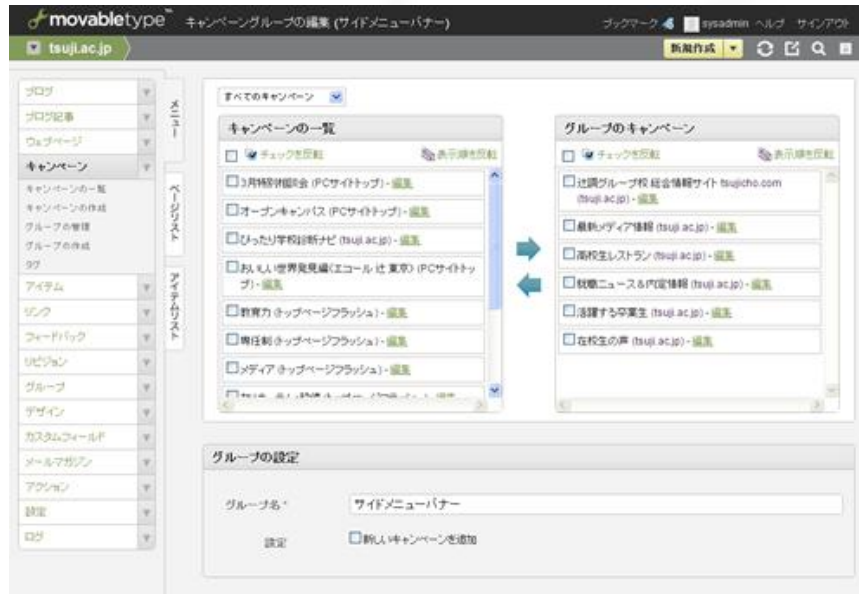 movabletype™ キャンペーングループの編集 (サイドメニューバナー)
ブックマーク sysadmin ヘルプ サインアウト
tsuji.ac.jp
新規作成
ブログ
ブログ記事
ウェブページ
キャンペーン
キャンペーンの一覧
キャンペーンの作成
グループの管理
グループの作成
タグ
アイテム
リンク
フィードバック
リビジョン
グループ
デザイン
カスタムフィールド
メールマガジン
アクション
設定
ログ
メニュー
ページリスト
アイテムリスト
すべてのキャンペーン
キャンペーンの一覧
チェックを反転 表示順を反転
3月特別体験会 (PCサイトトップ) - 編集
オープンキャンパス (PCサイトトップ) - 編集
ぴったり学校診断ナビ (tsuji.ac.jp) - 編集
おいしい世界発見編(エコール 辻 東京) (PCサイトトッ
プ) - 編集
教育力 (トップページフラッシュ) - 編集
専任制 (トップページフラッシュ) - 編集
メディア (トップページフラッシュ) - 編集
グループのキャンペーン
チェックを反転 表示順を反転
辻調グループ校 総合情報サイト tsujicho.com
(tsuji.ac.jp) - 編集
最新メディア情報 (tsuji.ac.jp) - 編集
高校生レストラン (tsuji.ac.jp) - 編集
就職ニュース&内定情報 (tsuji.ac.jp) - 編集
活躍する卒業生 (tsuji.ac.jp) - 編集
在校生の声 (tsuji.ac.jp) - 編集
グループの設定
グループ名 * サイドメニューバナー
設定 新しいキャンペーンを追加